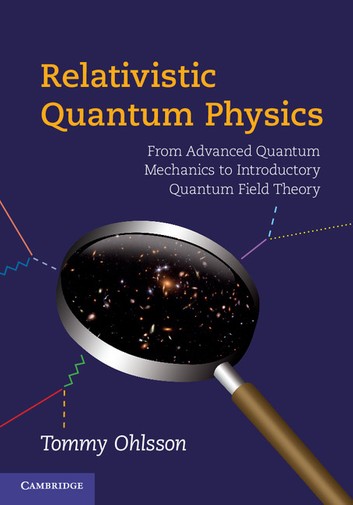 Relativistic
Quantum Physics
From Advanced Quantum
Mechanics to Introductory
Quantum Field Theory
Tommy Ohlsson
CAMBRIDGE